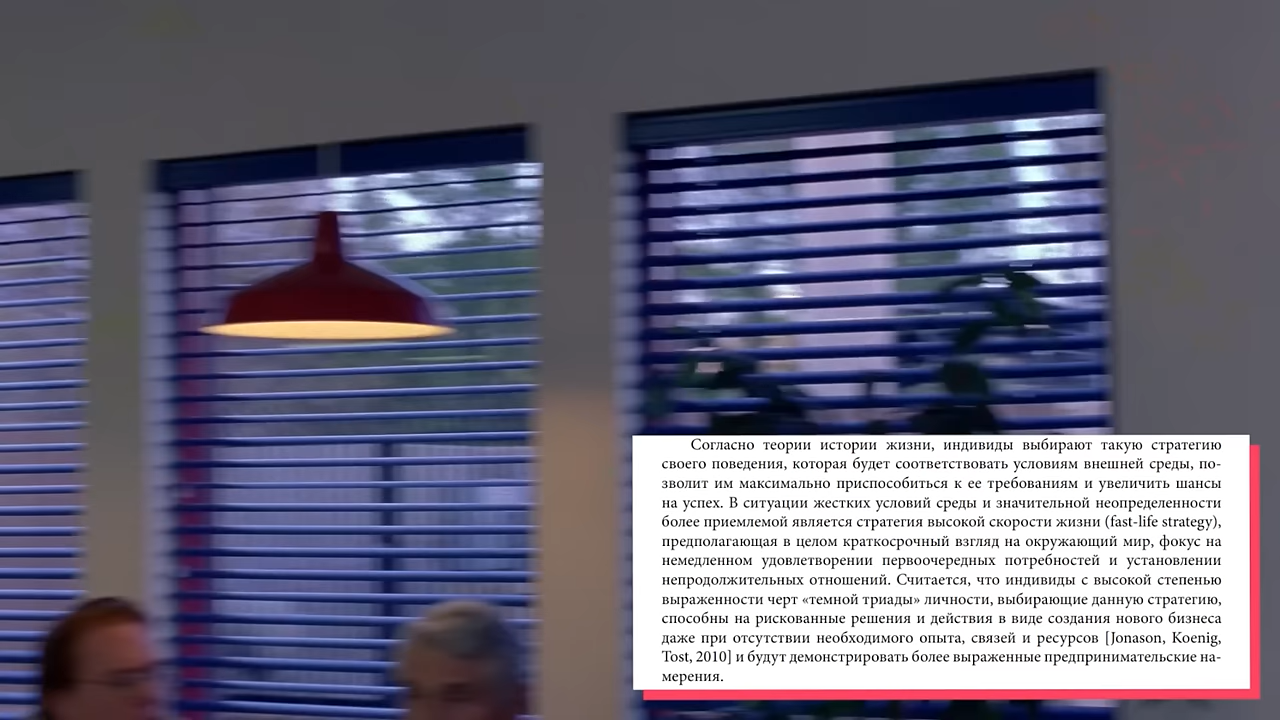 Согласно теории истории жизни, индивиды выбирают такую стратегию
своего поведения, которая будет соответствовать условиям внешней среды, по-
зволит им максимально приспособиться к ее требованиям и увеличить шансы
на успех. В ситуации жестких условий среды и значительной неопределенности
более приемлемой является стратегия высокой скорости жизни (fast-life strategy),
предполагающая в целом краткосрочный взгляд на окружающий мир, фокус на
немедленном удовлетворении первоочередных потребностей и установлении
непродолжительных отношений. Считается, что индивиды с высокой степенью
выраженности черт «темной триады» личности, выбирающие данную стратегию,
способны на рискованные решения и действия в виде создания нового бизнеса
даже при отсутствии необходимого опыта, связей и ресурсов [Jonason, Koenig,
Tost, 2010] и будут демонстрировать более выраженные предпринимательские на-
мерения.